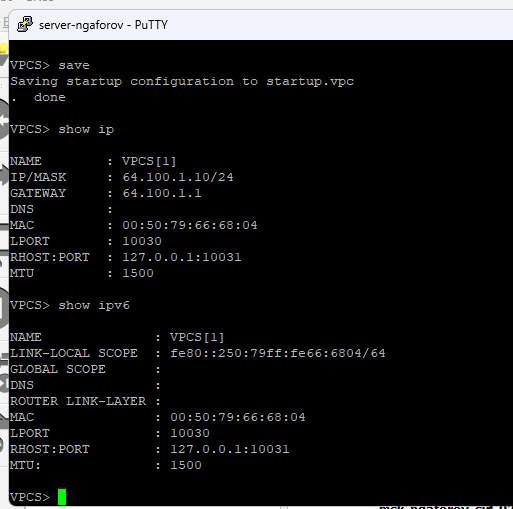 server-ngaforov - PuTTY
VPCS> save
Saving startup configuration to startup.vpc
.  done
VPCS> show ip
NAME        : VPCS[1]
IP/MASK     : 64.100.1.10/24
GATEWAY     : 64.100.1.1
DNS         :
MAC         : 00:50:79:66:68:04
LPORT       : 10030
RHOST:PORT  : 127.0.0.1:10031
MTU         : 1500
VPCS> show ipv6
NAME              : VPCS[1]
LINK-LOCAL SCOPE  : fe80::250:79ff:fe66:6804/64
GLOBAL SCOPE      :
DNS               :
ROUTER LINK-LAYER :
MAC               : 00:50:79:66:68:04
LPORT             : 10030
RHOST:PORT        : 127.0.0.1:10031
MTU:              : 1500
VPCS>